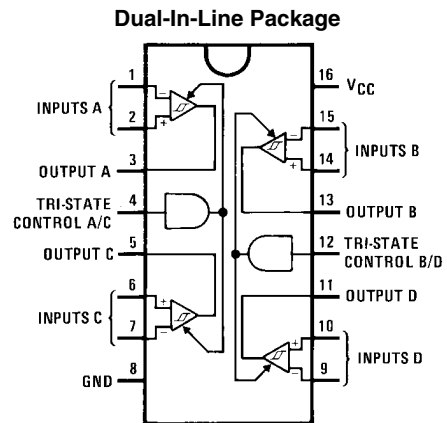 Dual-In-Line Package
1
INPUTS A
2
OUTPUT A
3
TRI-STATE
CONTROL A/C
4
OUTPUT C
5
6
INPUTS C
7
GND
8
16
VCC
15
INPUTS B
14
13
OUTPUT B
12
TRI-STATE
CONTROL B/D
11
OUTPUT D
10
INPUTS D
9
−
+
+
−
−
+
+
−